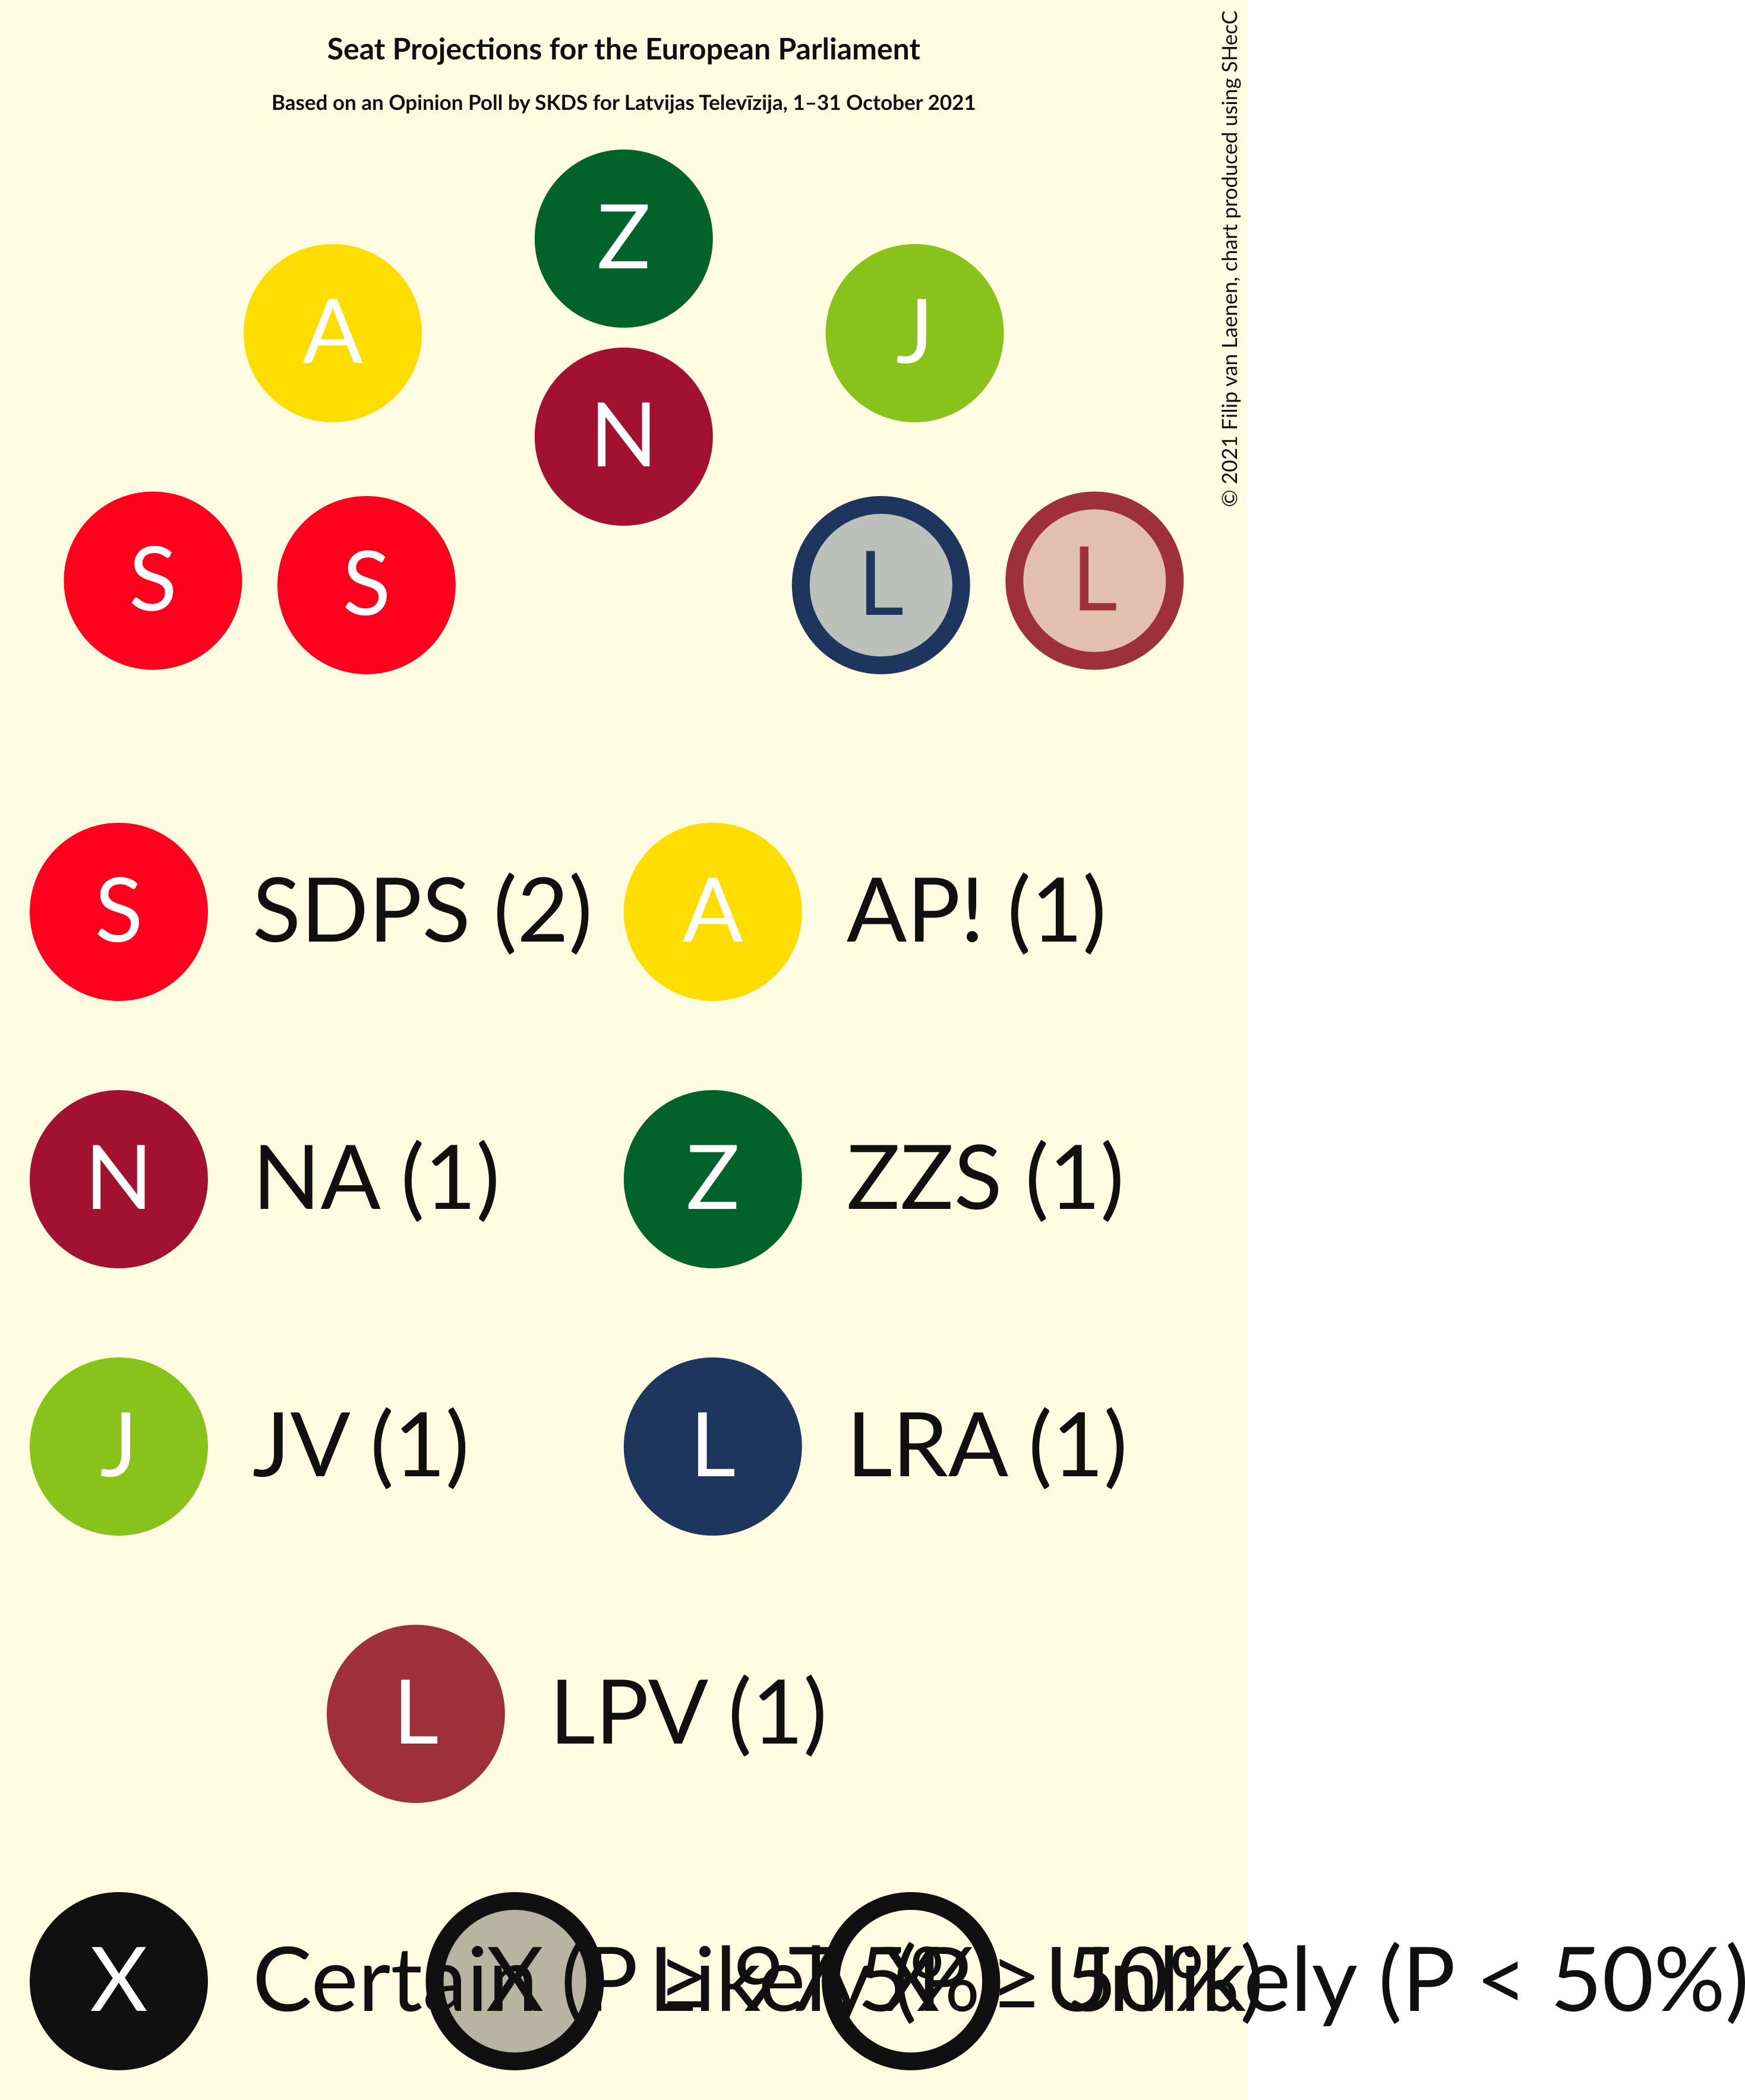 Seat Projections for the European Parliament
Based on an Opinion Poll by SKDS for Latvijas Televīzija, 1–31 October 2021
© 2021 Filip van Laenen, chart produced using SHecC
Z
A
J
N
S
S
L
L
S SDPS (2)
A AP! (1)
N NA (1)
Z ZZS (1)
J JV (1)
L LRA (1)
L LPV (1)
X Certain (P ≥ 97.5%)
X Likely (P ≥ 50%)
X Unlikely (P < 50%)